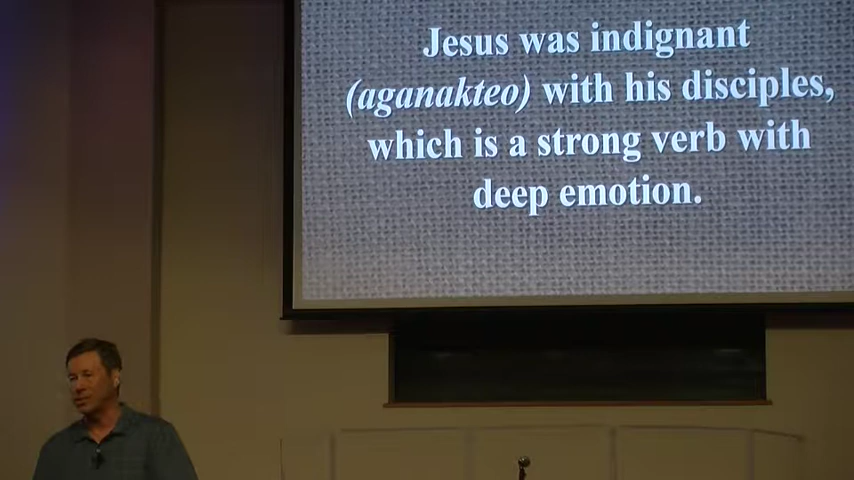 Jesus was indignant
(aganakteo) with his disciples,
which is a strong verb with
deep emotion.